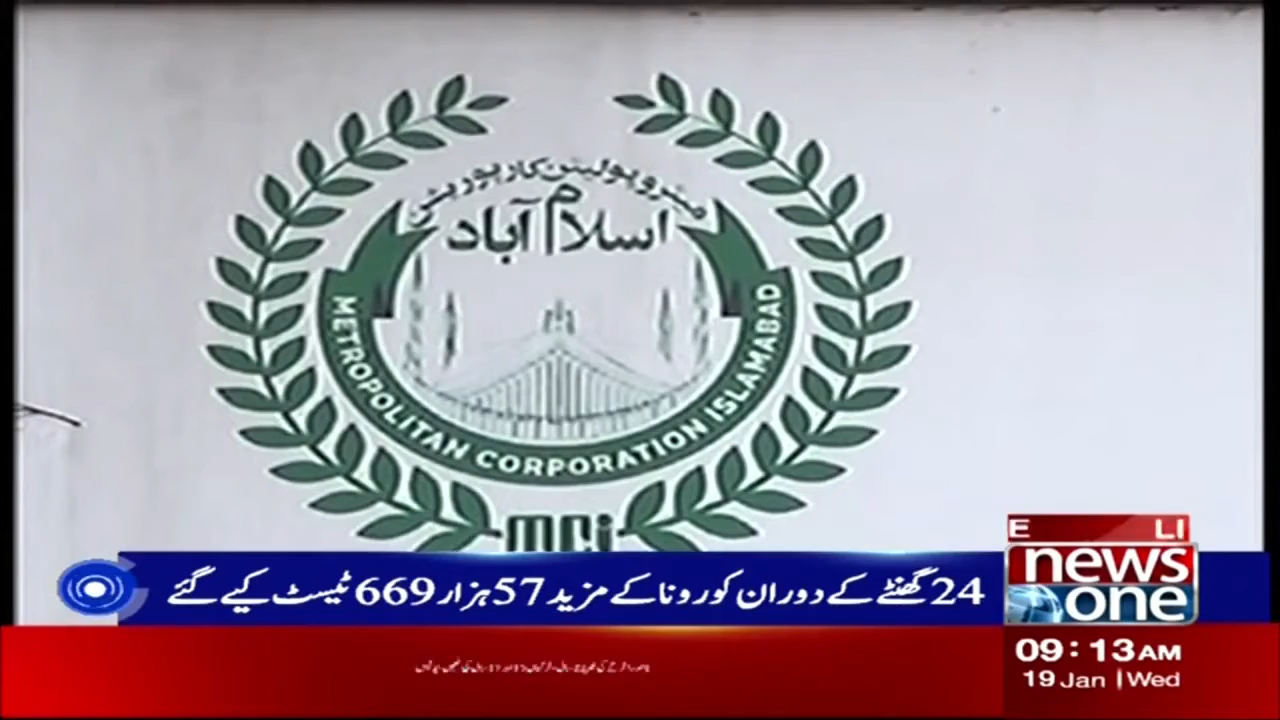 میٹروپولیٹن کارپوریشن
اسلام آباد
METROPOLITAN CORPORATION ISLAMABAD
MCI
24 گھنٹے کے دوران کورونا کے مزید 57 ہزار 669 ٹیسٹ کیے گئے
E LI
news
one
09:13AM
19 Jan | Wed